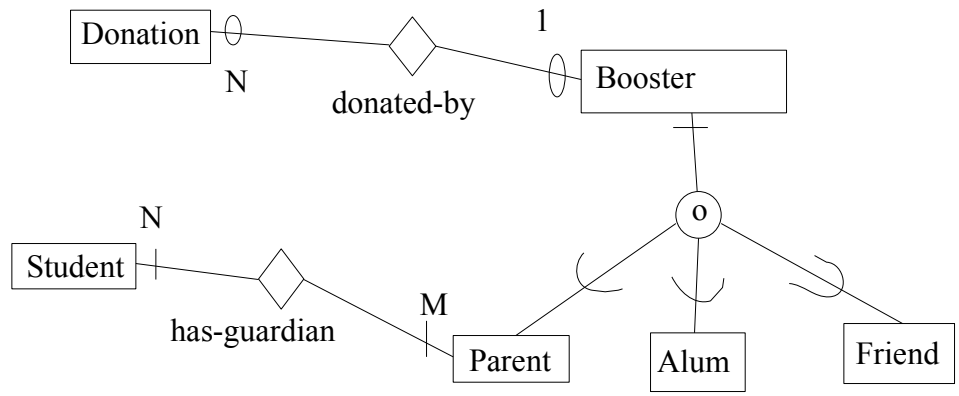 Donation
N
donated-by
1
Booster
o
Student
N
has-guardian
M
Parent
Alum
Friend